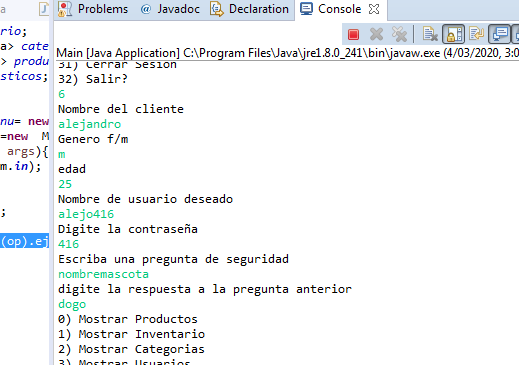 Problems @ Javadoc Declaration Console
Main [Java Application] C:\Program Files\Java\jre1.8.0_241\bin\javaw.exe (4/03/2020, 3:0
rio;
a> cate
> produ
sticos;
nu= new
=new M
args){
m.in);
;
(op).ej
31) Cerrar Sesion
32) Salir?
6
Nombre del cliente
alejandro
Genero f/m
m
edad
25
Nombre de usuario deseado
alejo416
Digite la contraseña
416
Escriba una pregunta de seguridad
nombremascota
digite la respuesta a la pregunta anterior
dogo
0) Mostrar Productos
1) Mostrar Inventario
2) Mostrar Categorias
3) Mostrar Usuarios